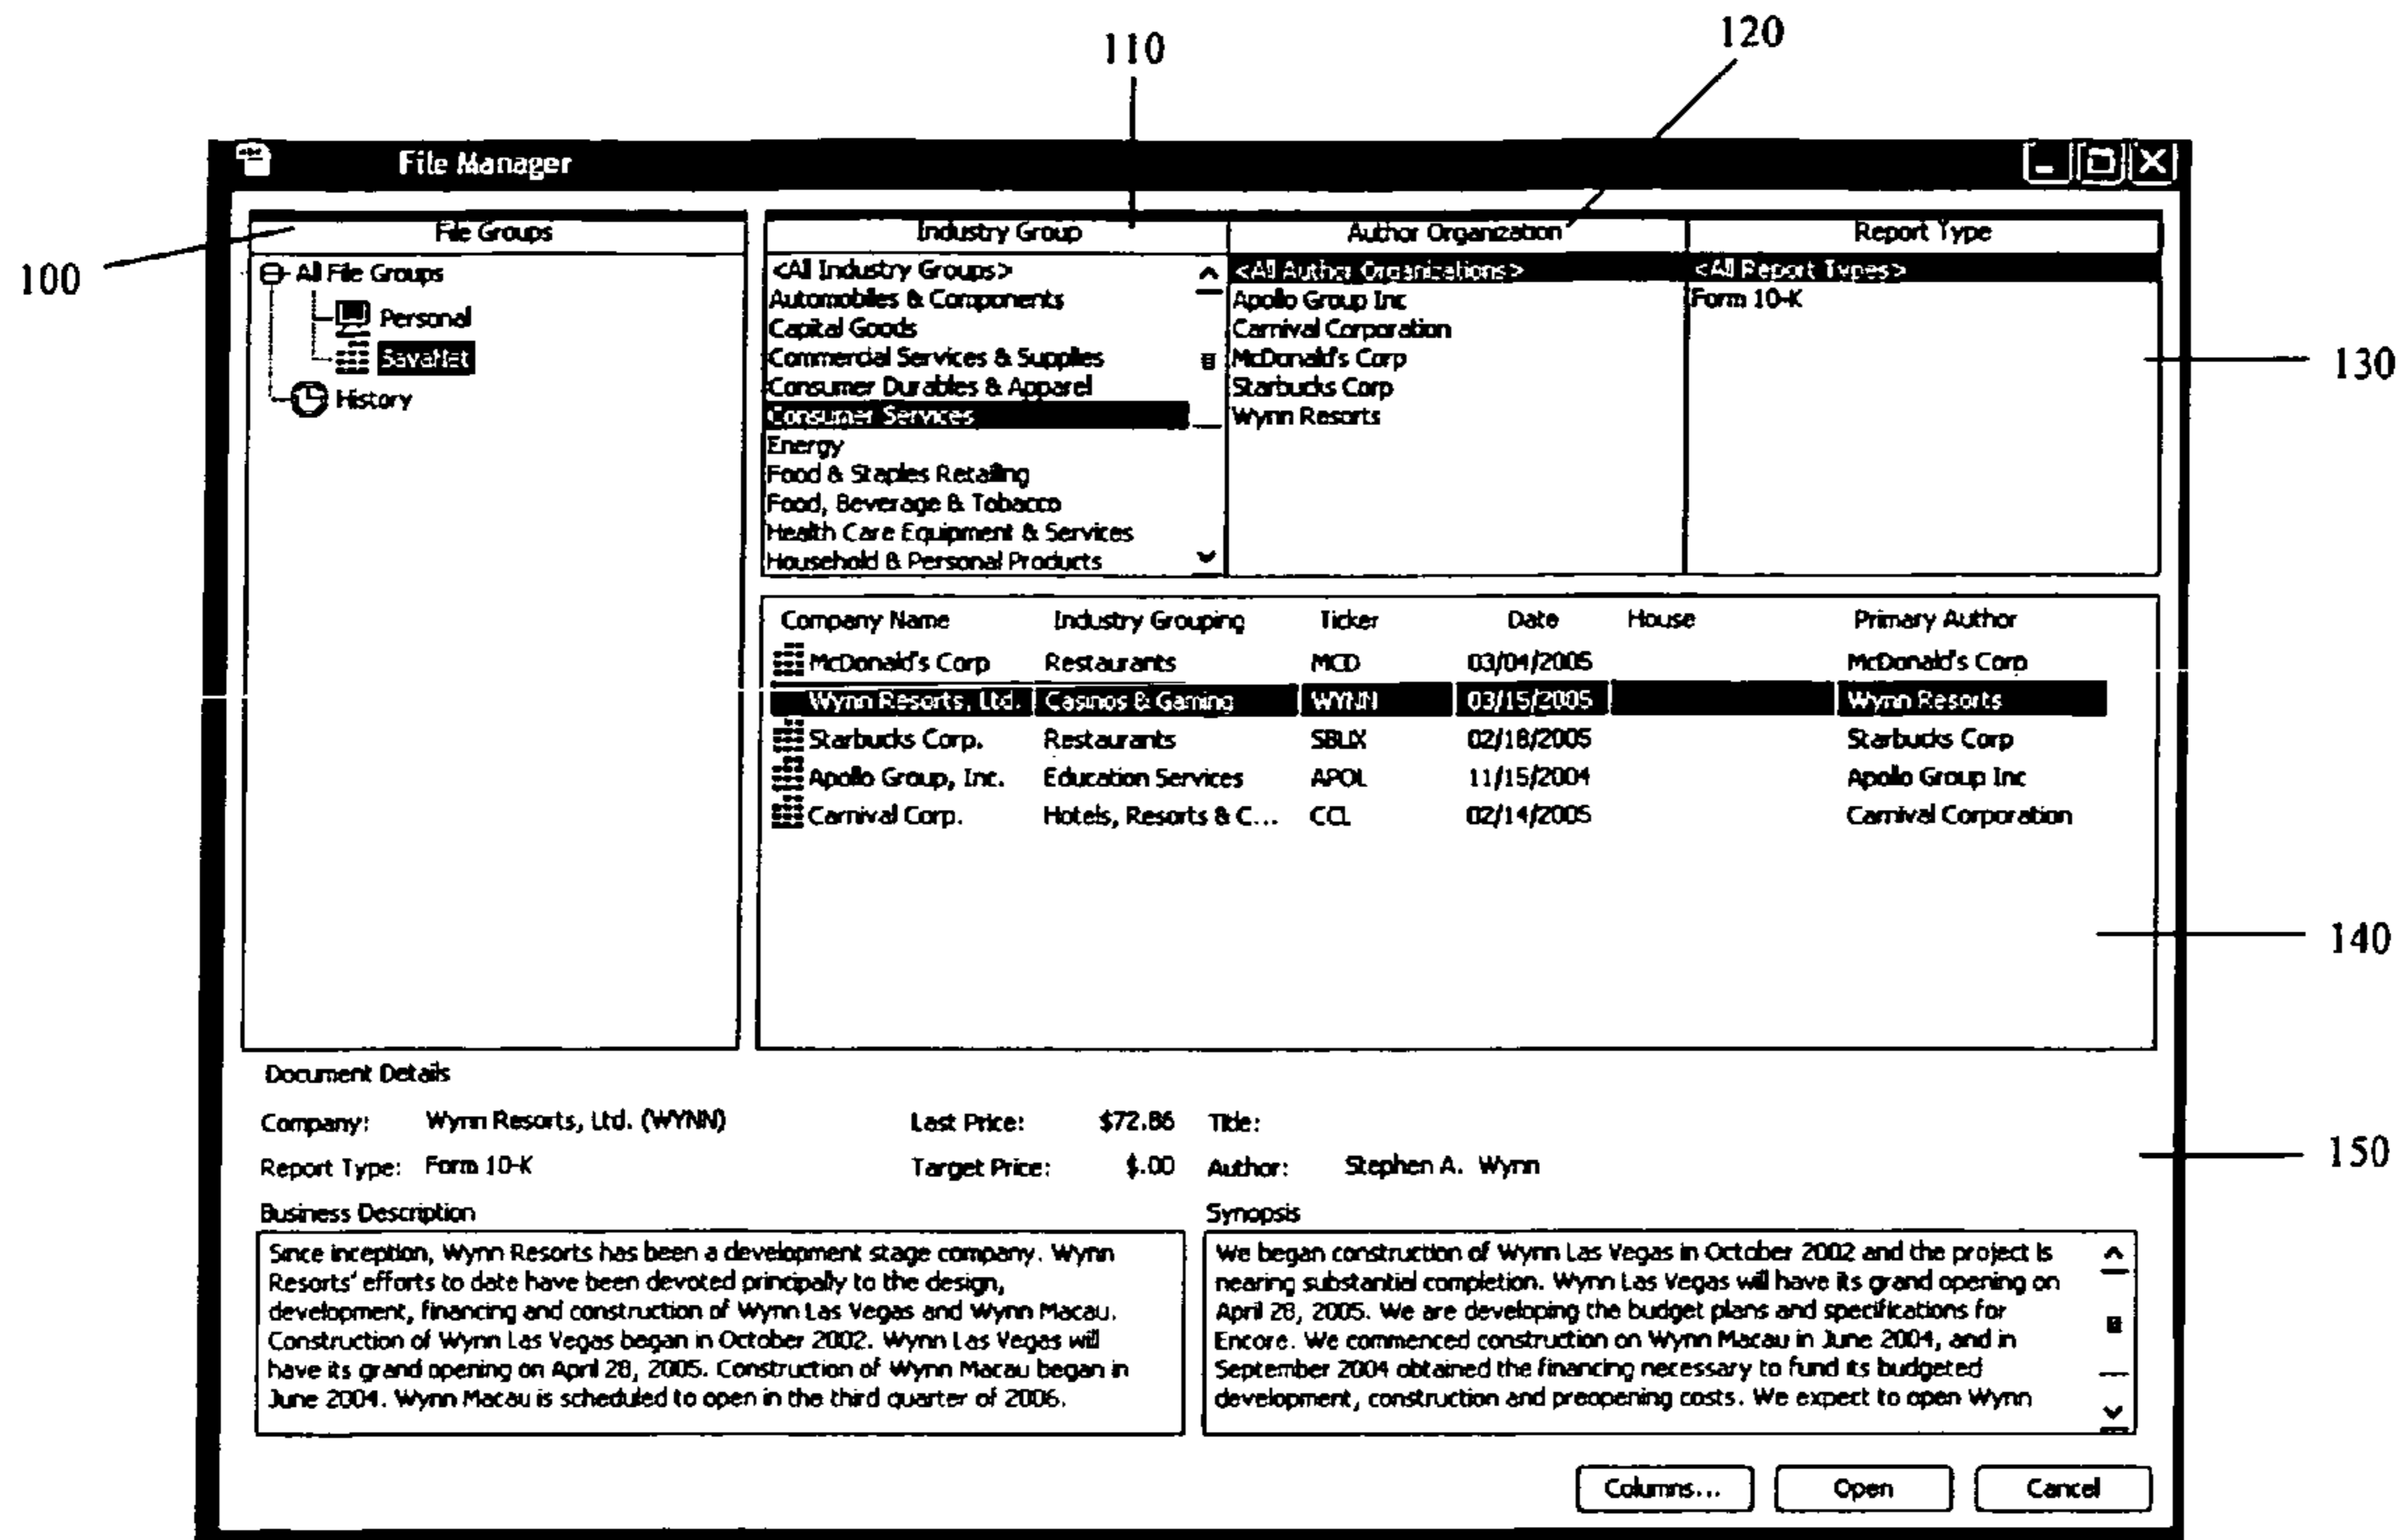 110
120
File Manager
100
File Groups
All File Groups
Personal
SavaNet
History
Industry Group
<All Industry Groups>
Automobiles & Components
Capital Goods
Commercial Services & Supplies
Consumer Durables & Apparel
Consumer Services
Energy
Food & Staples Retailing
Food, Beverage & Tobacco
Health Care Equipment & Services
Household & Personal Products
Author Organization
<All Author Organizations>
Apollo Group Inc
Carnival Corporation
McDonald's Corp
Starbucks Corp
Wynn Resorts
Report Type
<All Report Types>
Form 10-K
130
Company Name Industry Grouping Ticker Date House Primary Author
McDonald's Corp Restaurants MCD 03/04/2005 McDonald's Corp
Wynn Resorts, Ltd. Casinos & Gaming WYNN 03/15/2005 Wynn Resorts
Starbucks Corp. Restaurants SBUX 02/18/2005 Starbucks Corp
Apollo Group, Inc. Education Services APOL 11/15/2004 Apollo Group Inc
Carnival Corp. Hotels, Resorts & C... CCL 02/14/2005 Carnival Corporation
140
Document Details
Company: Wynn Resorts, Ltd. (WYNN) Last Price: $72.86 Title:
Report Type: Form 10-K Target Price: $.00 Author: Stephen A. Wynn
150
Business Description
Since inception, Wynn Resorts has been a development stage company. Wynn
Resorts' efforts to date have been devoted principally to the design,
development, financing and construction of Wynn Las Vegas and Wynn Macau.
Construction of Wynn Las Vegas began in October 2002. Wynn Las Vegas will
have its grand opening on April 28, 2005. Construction of Wynn Macau began in
June 2004. Wynn Macau is scheduled to open in the third quarter of 2006.
Synopsis
We began construction of Wynn Las Vegas in October 2002 and the project is
nearing substantial completion. Wynn Las Vegas will have its grand opening on
April 28, 2005. We are developing the budget plans and specifications for
Encore. We commenced construction on Wynn Macau in June 2004, and in
September 2004 obtained the financing necessary to fund its budgeted
development, construction and preopening costs. We expect to open Wynn
Columns... Open Cancel